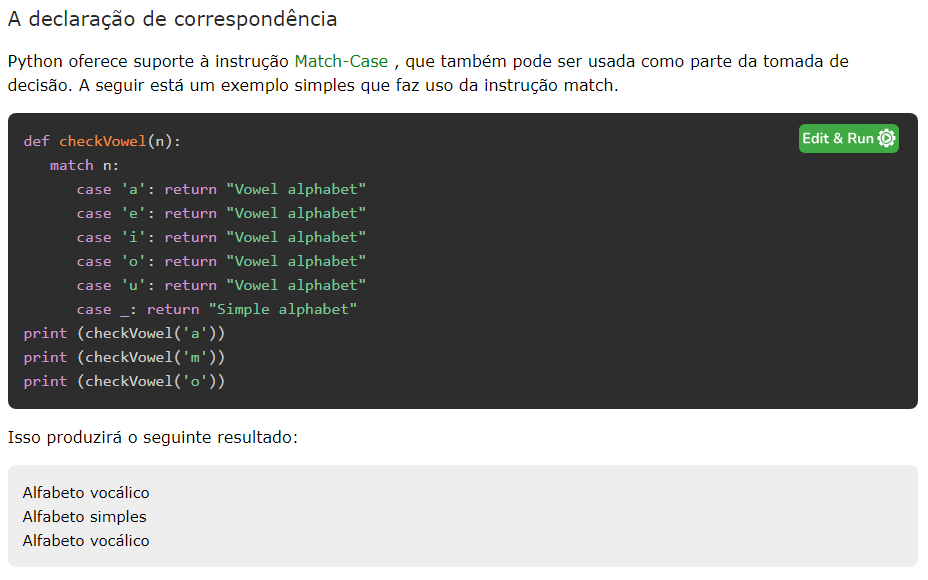 A declaração de correspondência
Python oferece suporte à instrução Match-Case , que também pode ser usada como parte da tomada de
decisão. A seguir está um exemplo simples que faz uso da instrução match.
Edit & Run
def checkVowel(n):
   match n:
      case 'a': return "Vowel alphabet"
      case 'e': return "Vowel alphabet"
      case 'i': return "Vowel alphabet"
      case 'o': return "Vowel alphabet"
      case 'u': return "Vowel alphabet"
      case _: return "Simple alphabet"
print (checkVowel('a'))
print (checkVowel('m'))
print (checkVowel('o'))
Isso produzirá o seguinte resultado:
Alfabeto vocálico
Alfabeto simples
Alfabeto vocálico